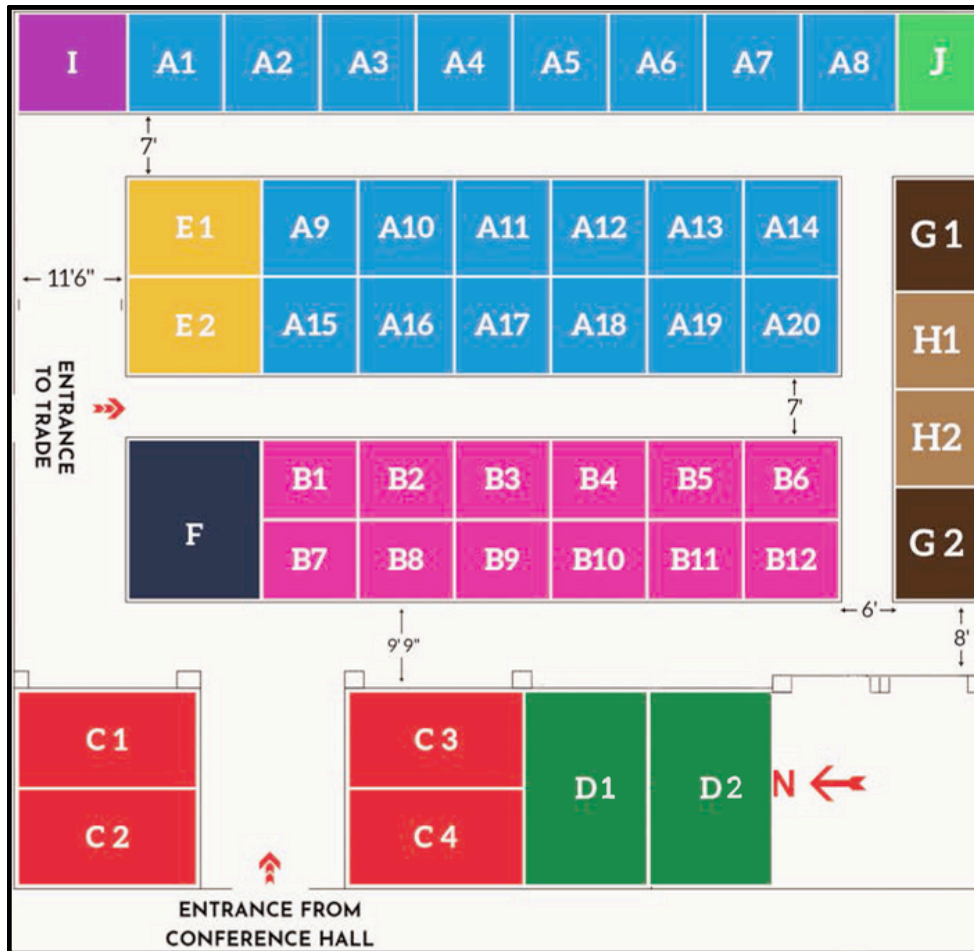 I A1 A2 A3 A4 A5 A6 A7 A8 J
7'
E 1 A9 A10 A11 A12 A13 A14 G 1
11'6"
E 2 A15 A16 A17 A18 A19 A20 H1
ENTRANCE
TO TRADE
7'
H2
B1 B2 B3 B4 B5 B6
F
B7 B8 B9 B10 B11 B12 G 2
6'
9'9" 8'
C 1 C 3
D1 D2 N
C 2 C 4
ENTRANCE FROM
CONFERENCE HALL